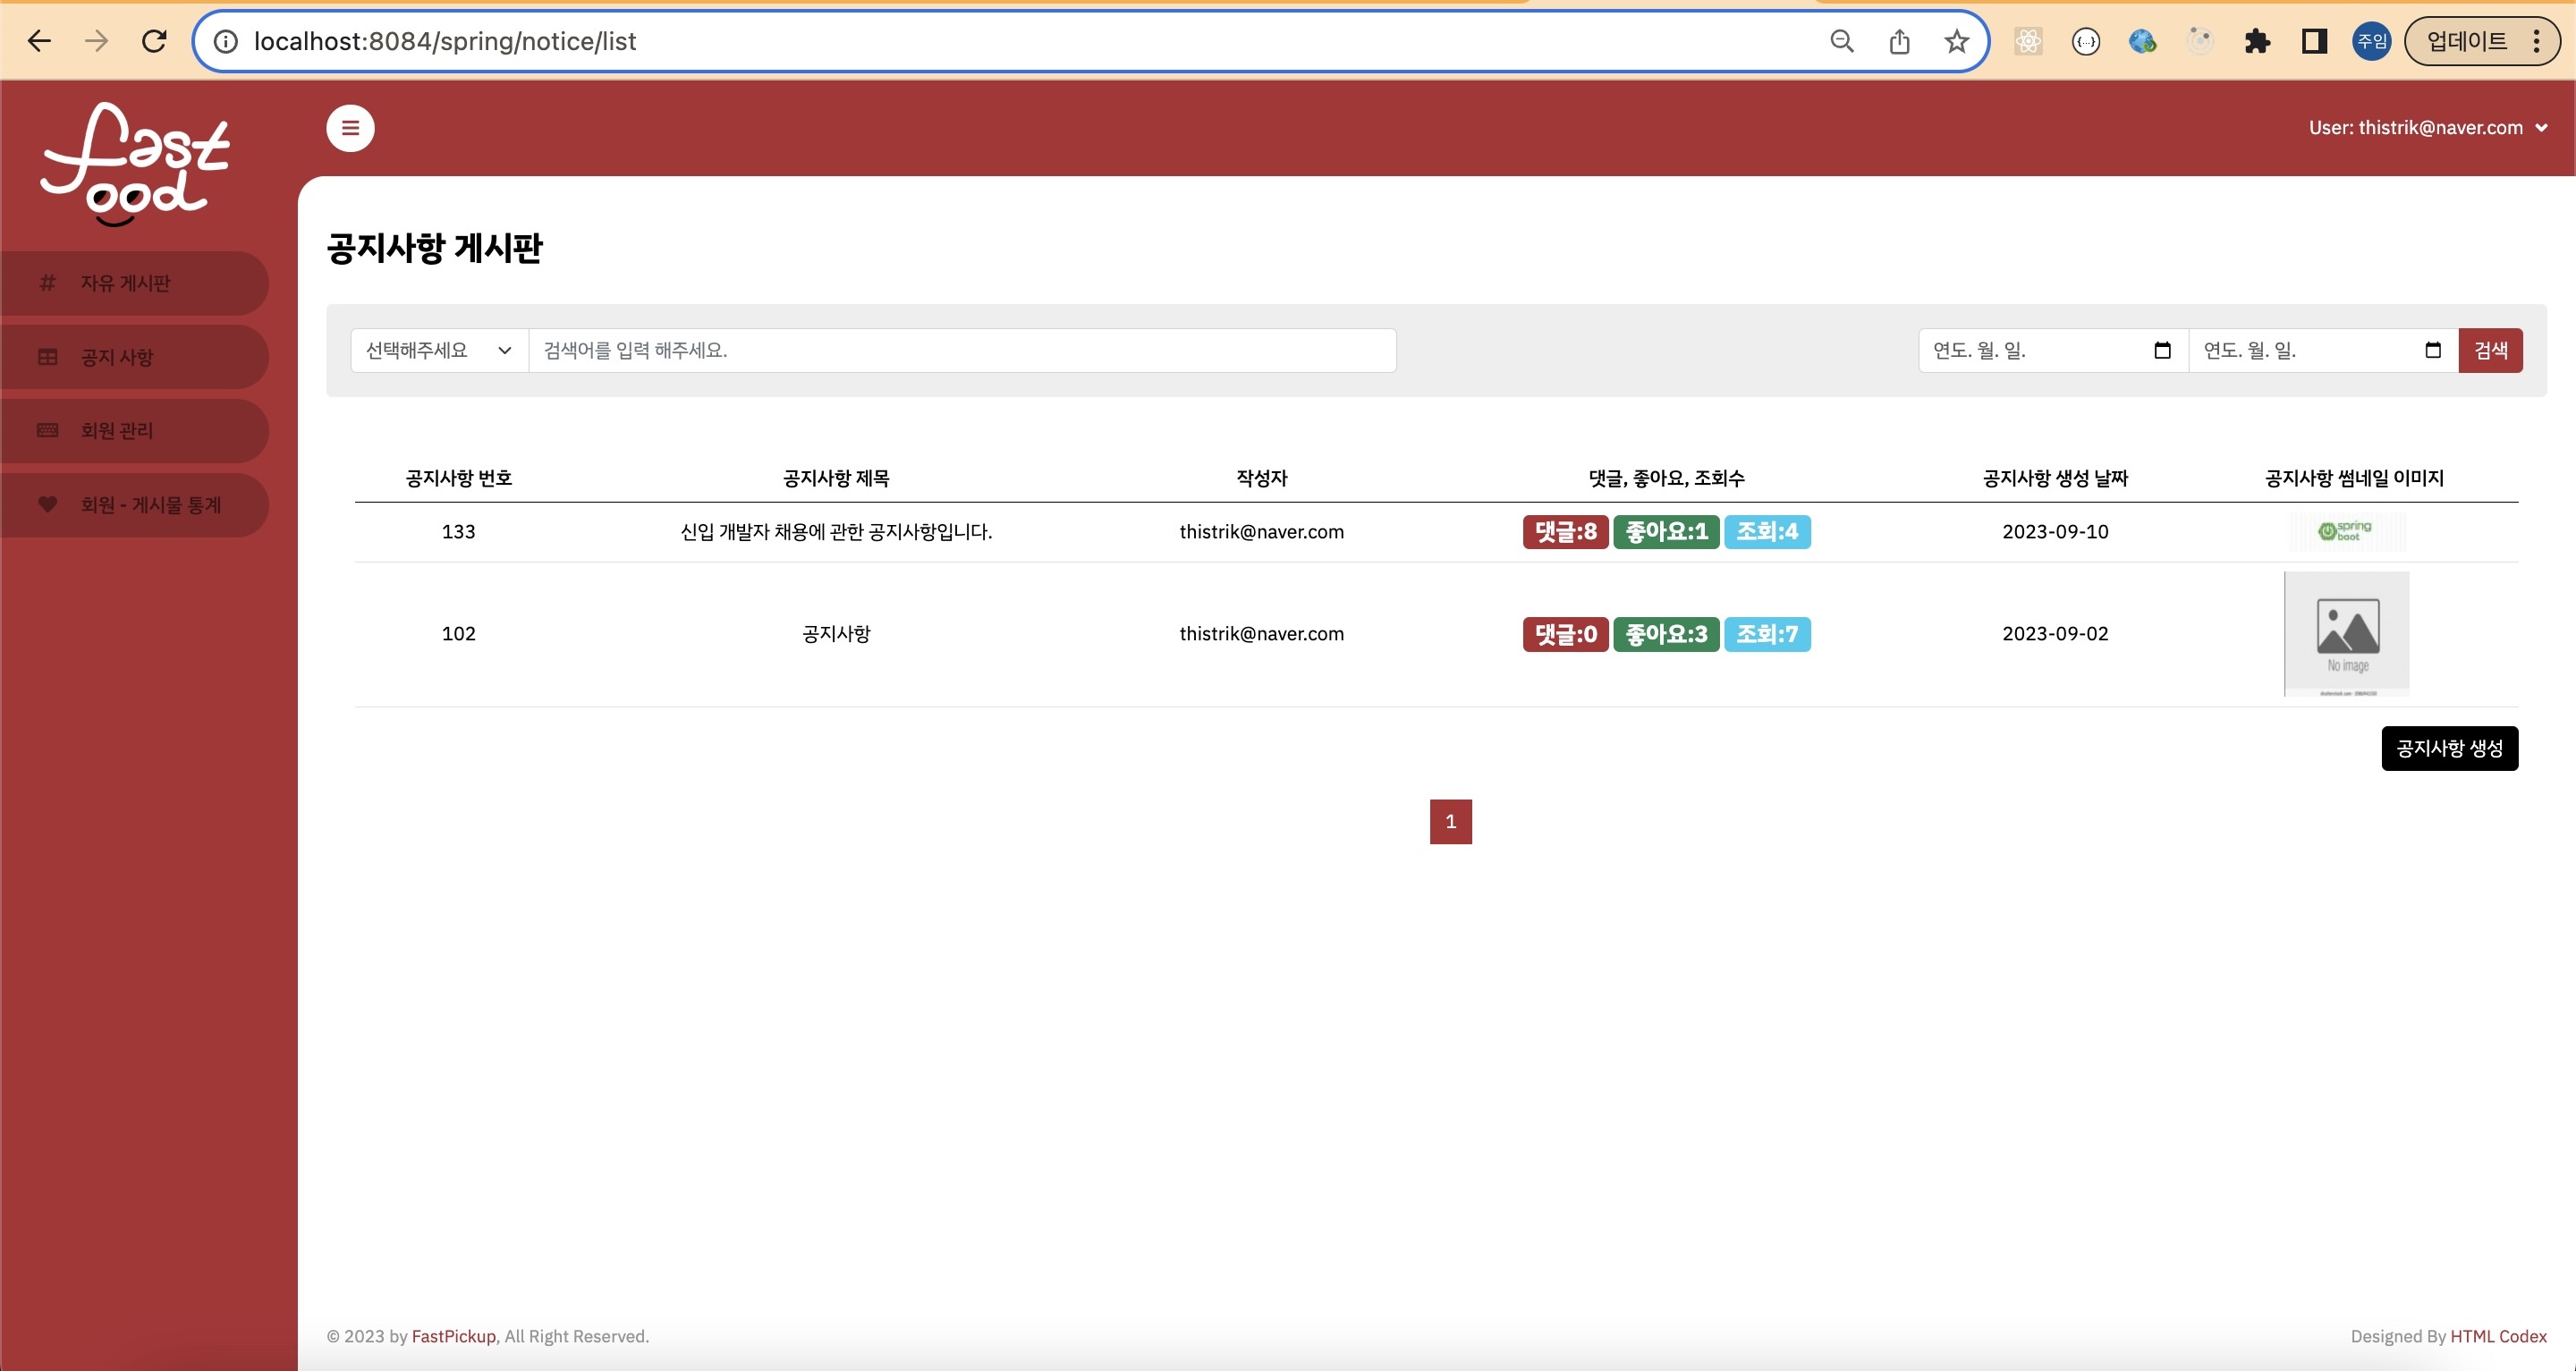 localhost:8084/spring/notice/list
주임
업데이트
fast
ood
User: thistrik@naver.com
자유 게시판
공지 사항
회원 관리
회원 - 게시물 통계
공지사항 게시판
선택해주세요 검색어를 입력 해주세요. 연도. 월. 일. 연도. 월. 일. 검색
공지사항 번호 공지사항 제목 작성자 댓글, 좋아요, 조회수 공지사항 생성 날짜 공지사항 썸네일 이미지
133 신입 개발자 채용에 관한 공지사항입니다. thistrik@naver.com 댓글:8 좋아요:1 조회:4 2023-09-10 spring
boot
102 공지사항 thistrik@naver.com 댓글:0 좋아요:3 조회:7 2023-09-02
No image
공지사항 생성
1
© 2023 by FastPickup, All Right Reserved. Designed By HTML Codex